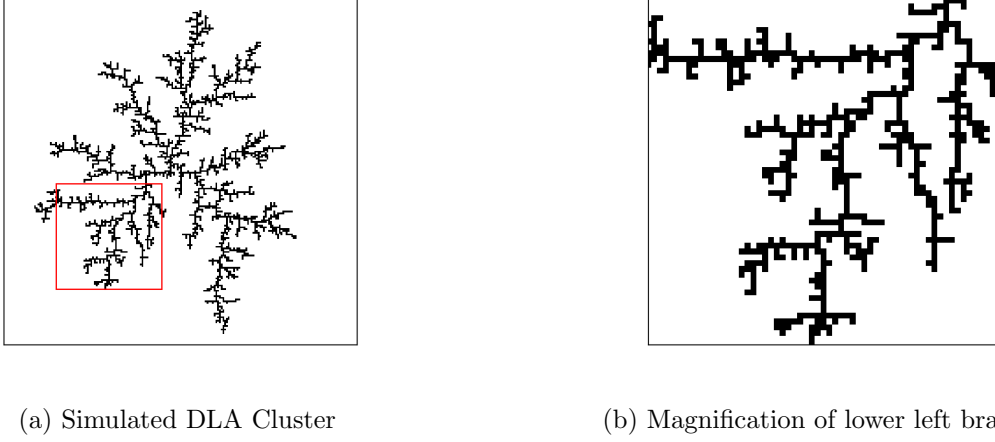 (a) Simulated DLA Cluster
(b) Magnification of lower left bra